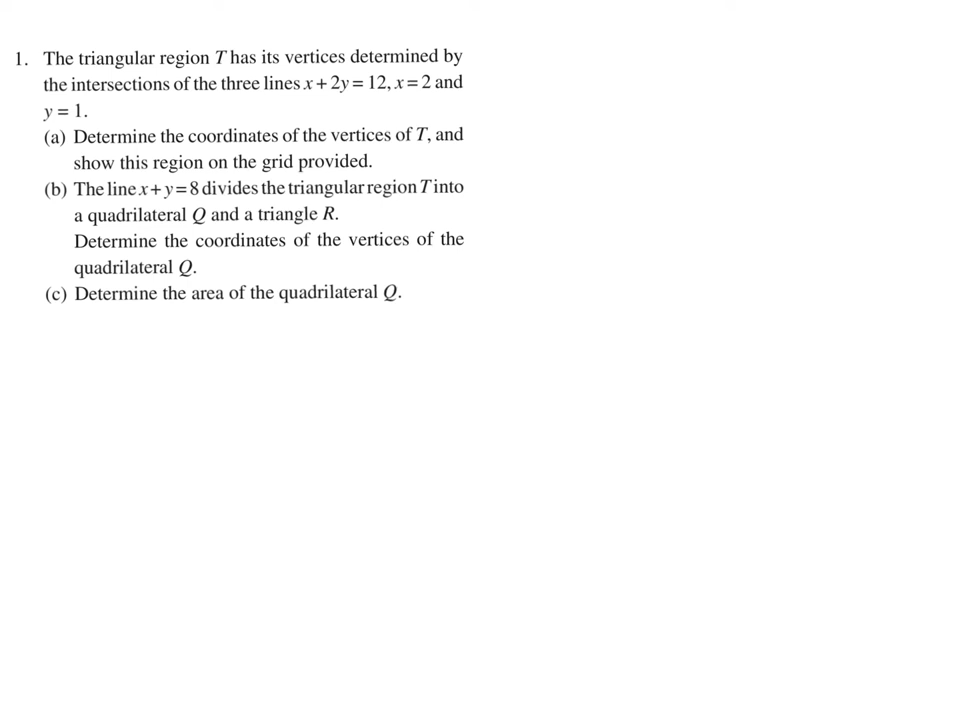 1. The triangular region T has its vertices determined by
the intersections of the three lines x + 2y = 12, x = 2 and
y = 1.
(a) Determine the coordinates of the vertices of T, and
show this region on the grid provided.
(b) The line x + y = 8 divides the triangular region T into
a quadrilateral Q and a triangle R.
Determine the coordinates of the vertices of the
quadrilateral Q.
(c) Determine the area of the quadrilateral Q.